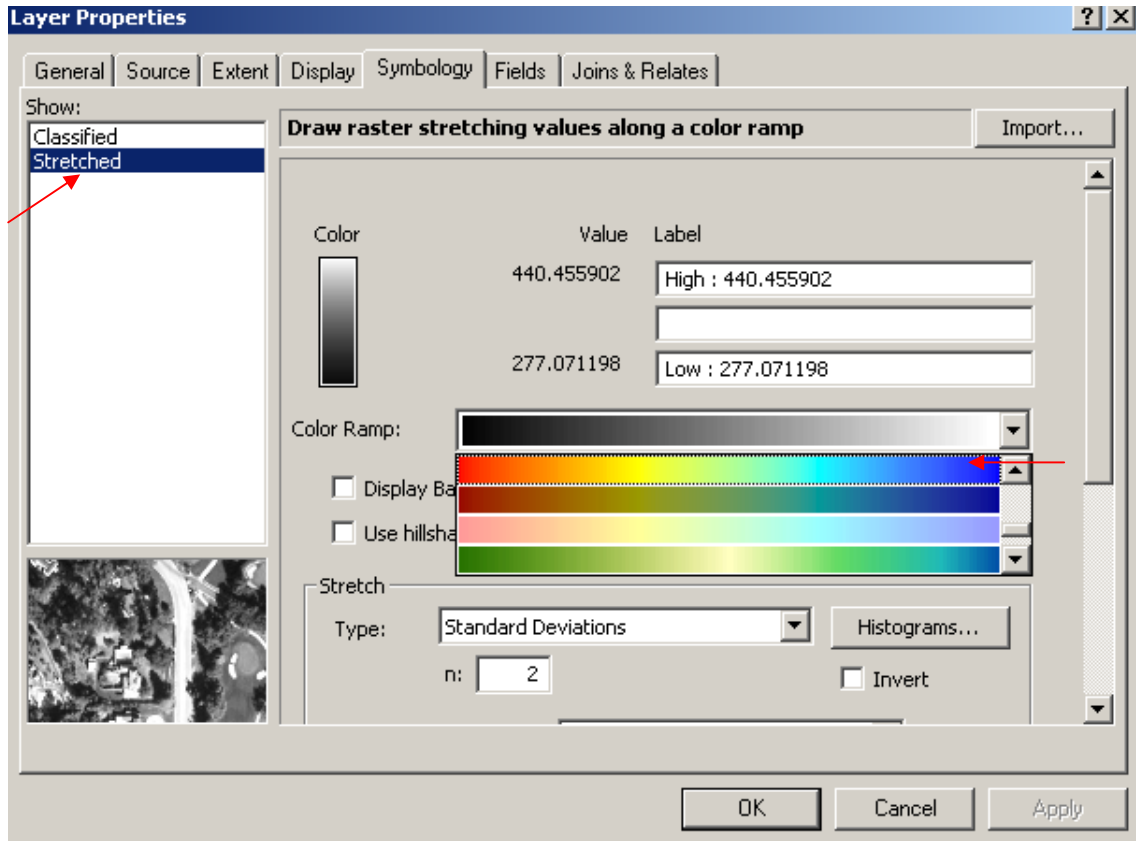 Layer Properties
General Source Extent Display Symbology Fields Joins & Relates
Show:
Classified
Stretched
Draw raster stretching values along a color ramp
Import...
Color Value Label
440.455902 High : 440.455902
277.071198 Low : 277.071198
Color Ramp:
Display Ba
Use hillsha
Stretch
Type: Standard Deviations Histograms...
n: 2 Invert
OK Cancel Apply